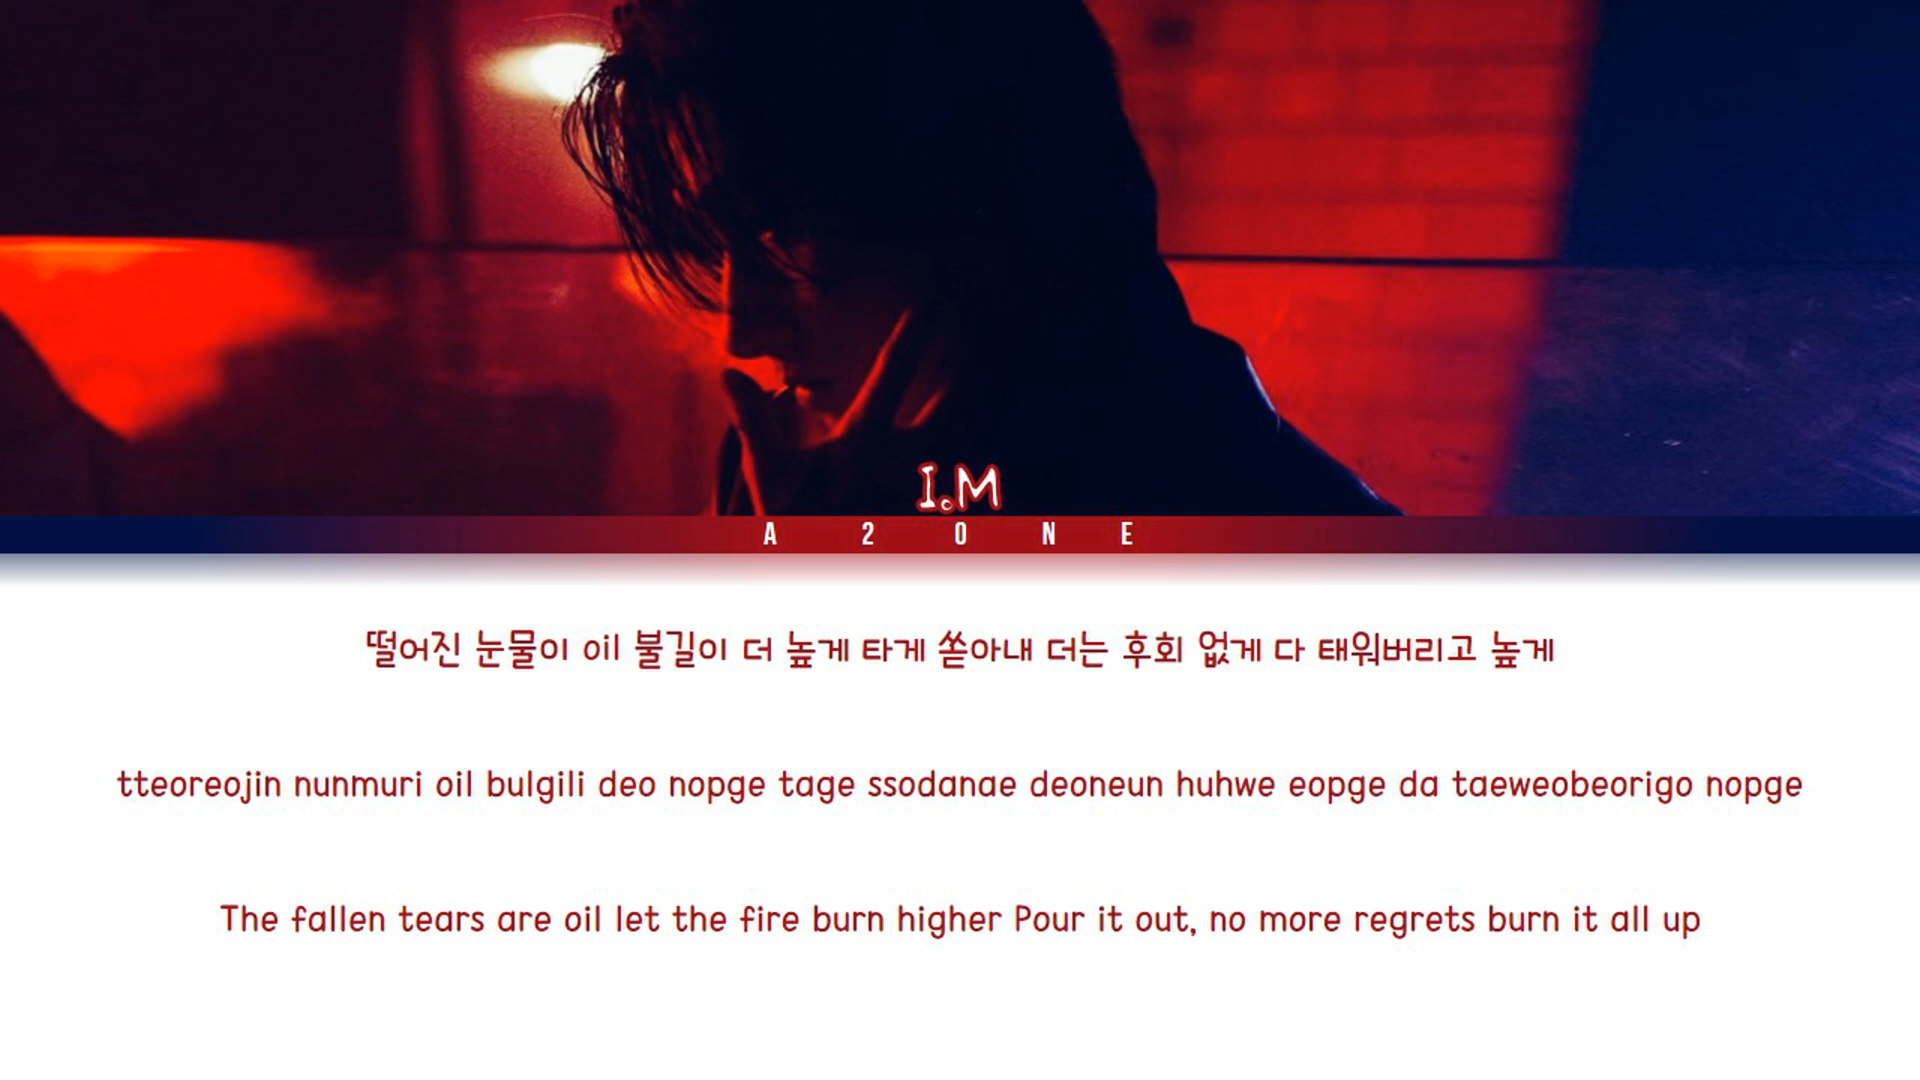 I.M
A2ONE
떨어진 눈물이 oil 불길이 더 높게 타게 쏟아내 더는 후회 없게 다 태워버리고 높게
tteoreojin nunmuri oil bulgili deo nopge tage ssodanae deoneun huhwe eopge da taeweobeorigo nopge
The fallen tears are oil let the fire burn higher Pour it out, no more regrets burn it all up